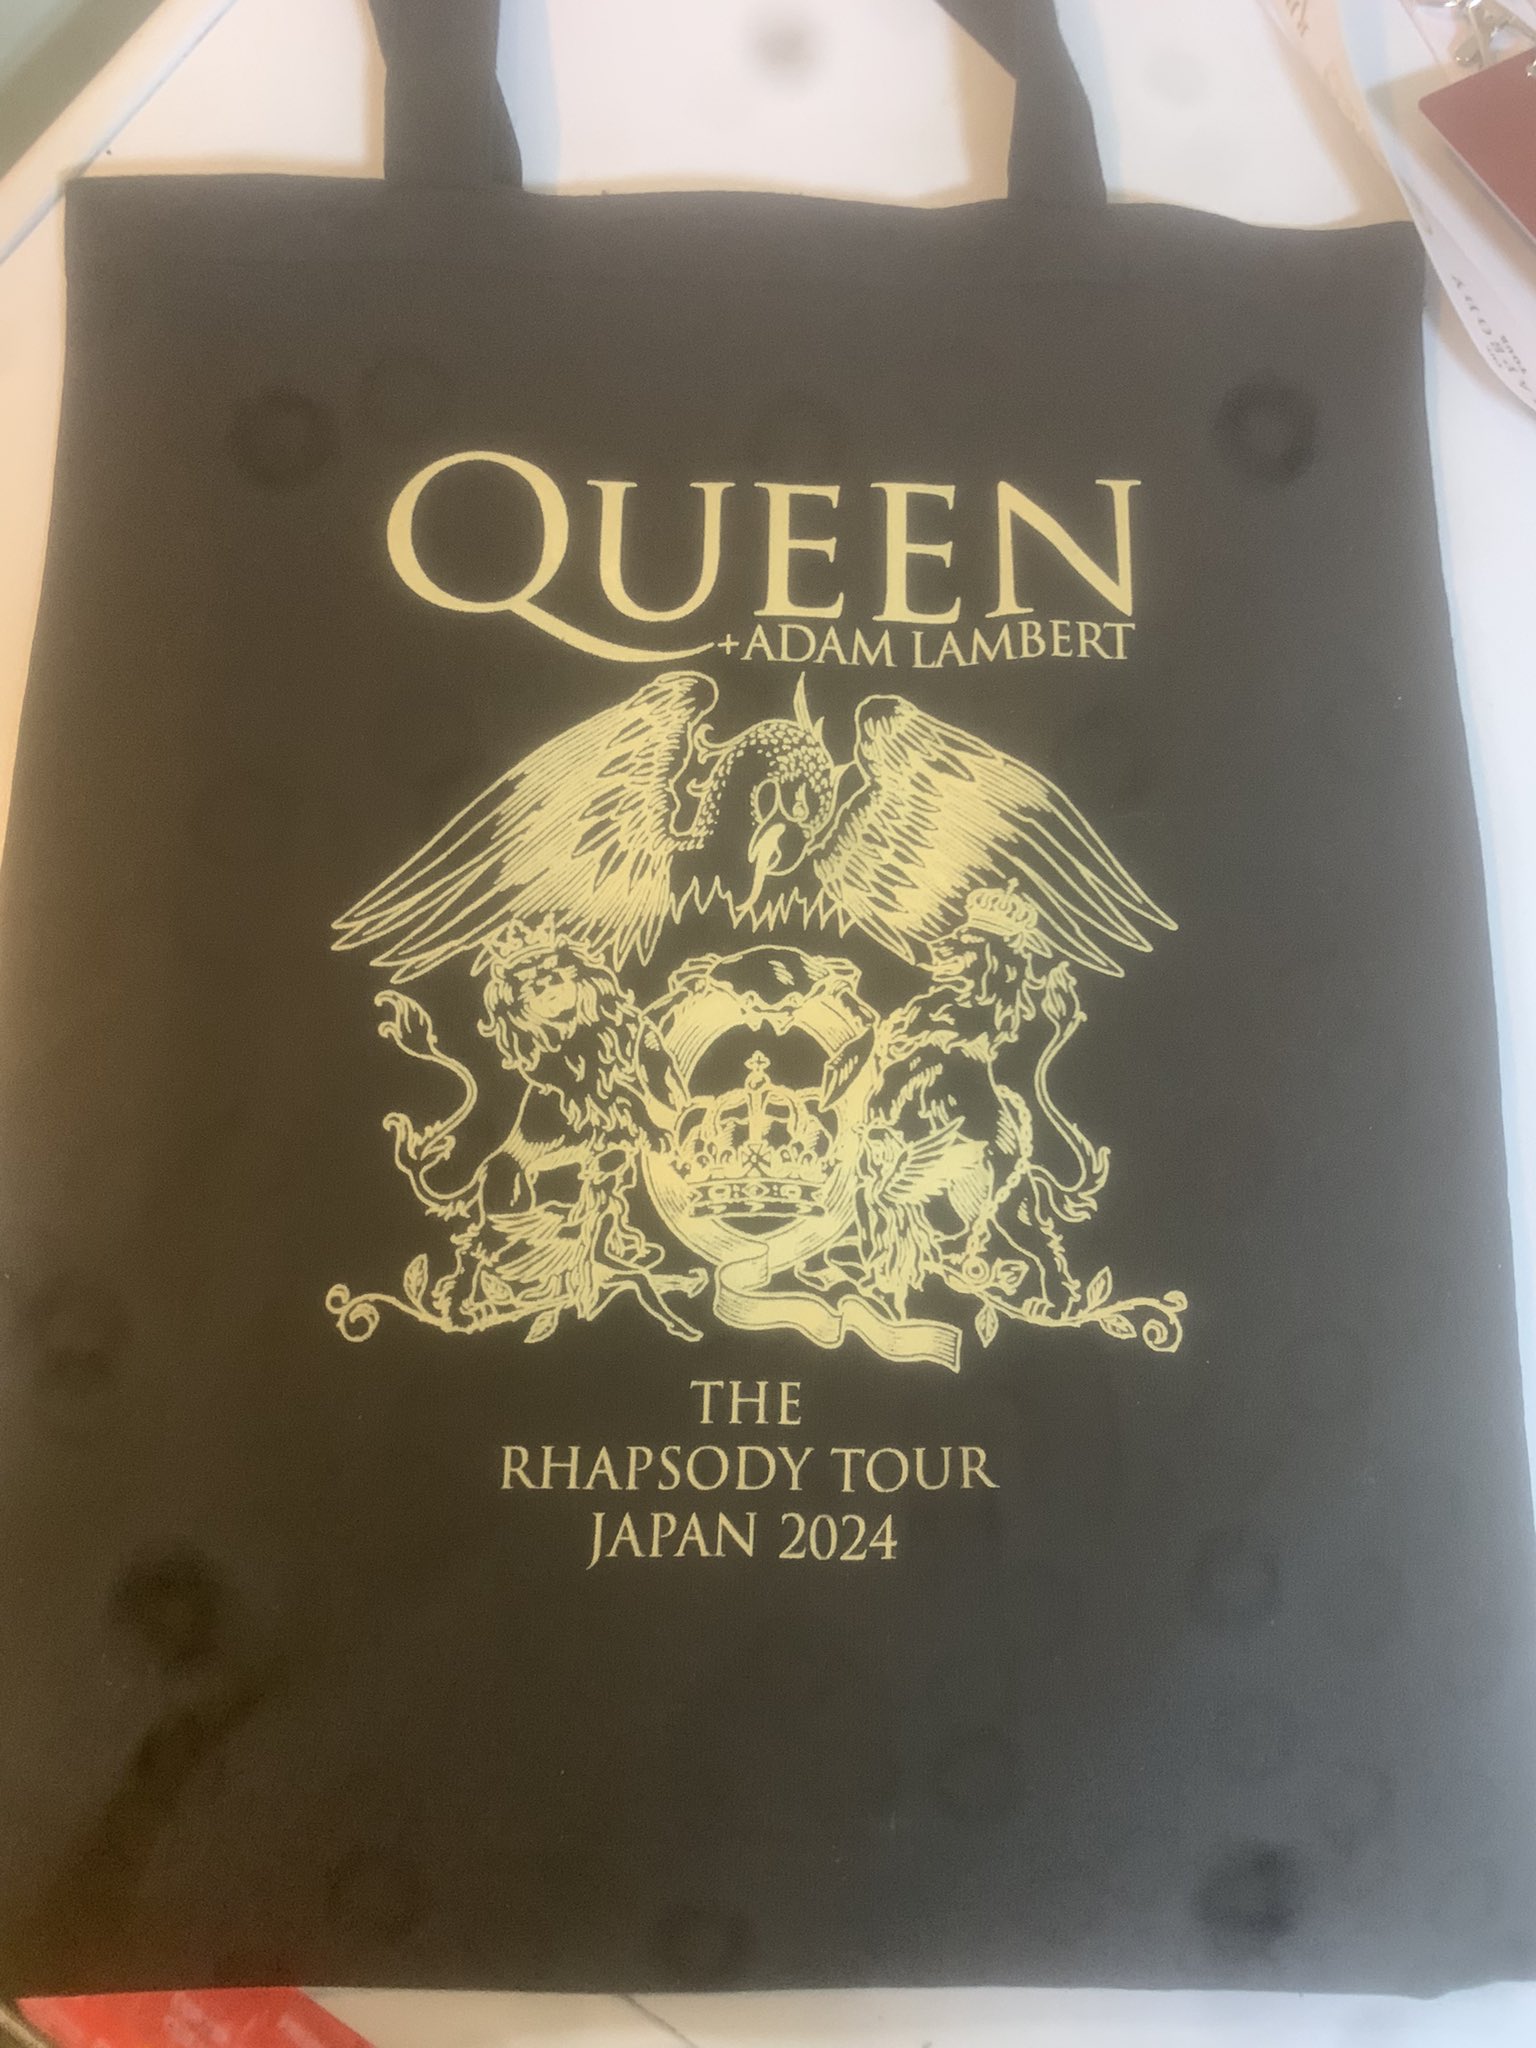 QUEEN
+ADAM LAMBERT
THE
RHAPSODY TOUR
JAPAN 2024